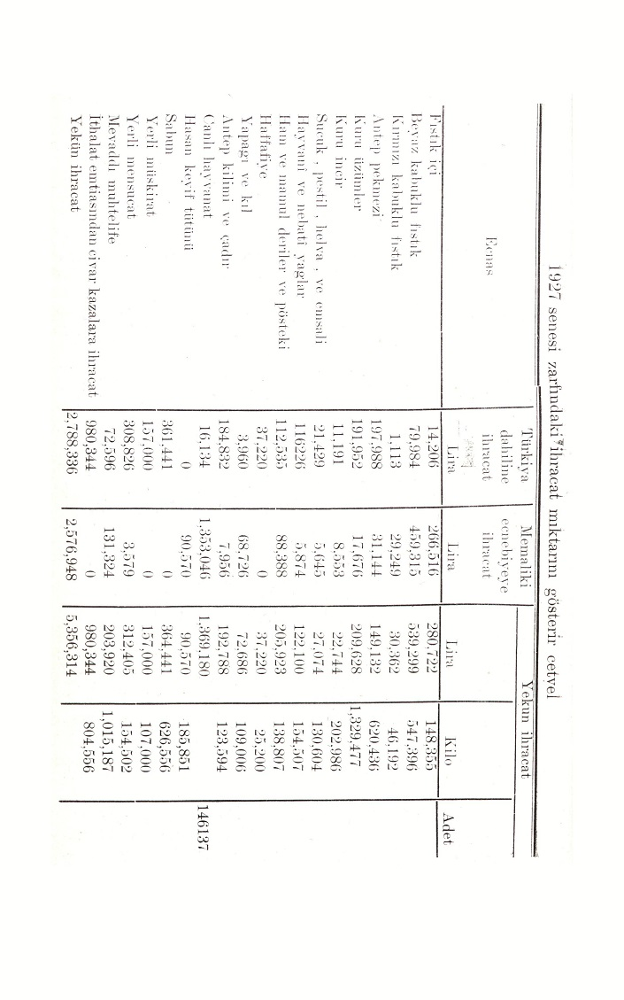 1927 senesi zarfındaki ihracat miktarını gösterir cetvel
Ecnas | Türkiya dahiline ihracat Lira | Memaliki ecnebiyeye ihracat Lira | Yekun ihracat Lira | Kilo | Adet
Fıstık içi 14,206 266,516 280,722 148,355
Beyaz kabuklu fıstık 79,984 459,315 539,299 547,396
Kırmızı kabuklu fıstık 1,113 29,249 30,362 46,192
Antep pekmezi 197,988 31,144 149,132 620,436
Kuru üzümler 191,952 17,676 209,628 1,329,477
Kuru incir 11,191 8,553 22,744 202,986
Sucuk , pestil , helva , ve emsali 21,429 5,645 27,074 130,604
Hayvani ve nebati yağlar 116226 5,874 122,100 154,507
Ham ve mamul deriler ve pösteki 112,535 88,388 205,923 138,807
Haffafiye 37,220 0 37,220 25,200
Yapagı ve kıl 3,960 68,726 72,686 109,006
Antep kilimi ve çadır 184,832 7,956 192,788 123,594
Canlı hayvanat 16,134 1,353,046 1,369,180 146137
Hasan keyif tütünü 0 90,570 90,570 185,851
Sabun 361,441 0 364,441 626,556
Yerli müskirat 157,000 0 157,000 107,000
Yerli mensucat 308,826 3,579 312,405 154,502
Mevaddı muhtelife 72,596 131,324 203,920 1,015,187
İthalat emtiasından civar kazalara ihracat 980,344 0 980,344 804,556
Yekün ihracat 2,788,336 2,576,948 5,356,314